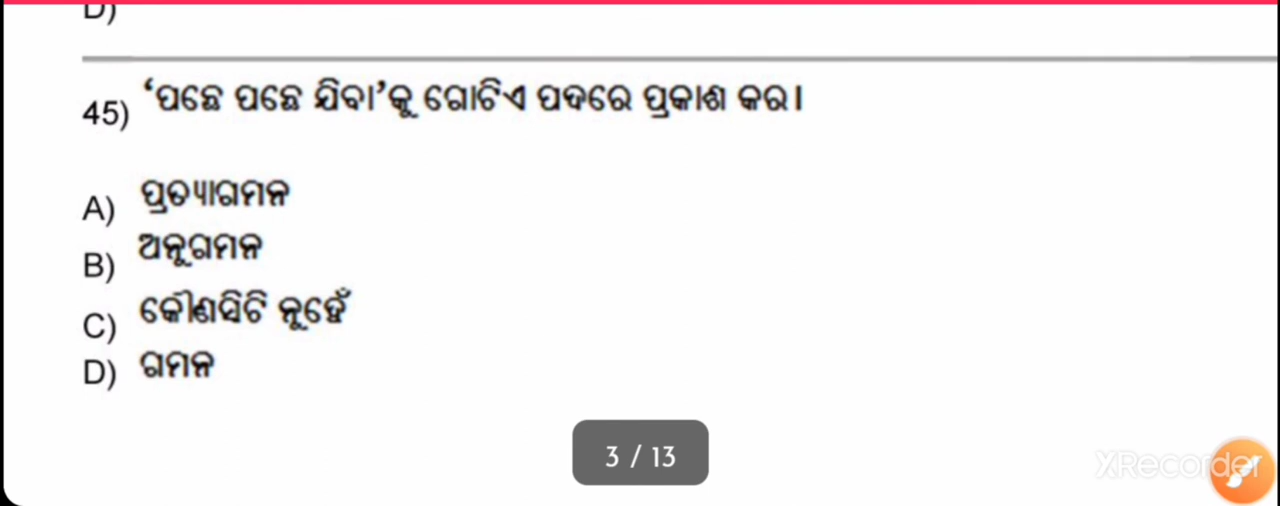 D)
45) ‘ପଛେ ପଛେ ଯିବା’କୁ ଗୋଟିଏ ପଦରେ ପ୍ରକାଶ କର।
A) ପ୍ରତ୍ୟାଗମନ
B) ଅନୁଗମନ
C) କୌଣସିଟି ନୁହେଁ
D) ଗମନ
3 / 13
XRecorder